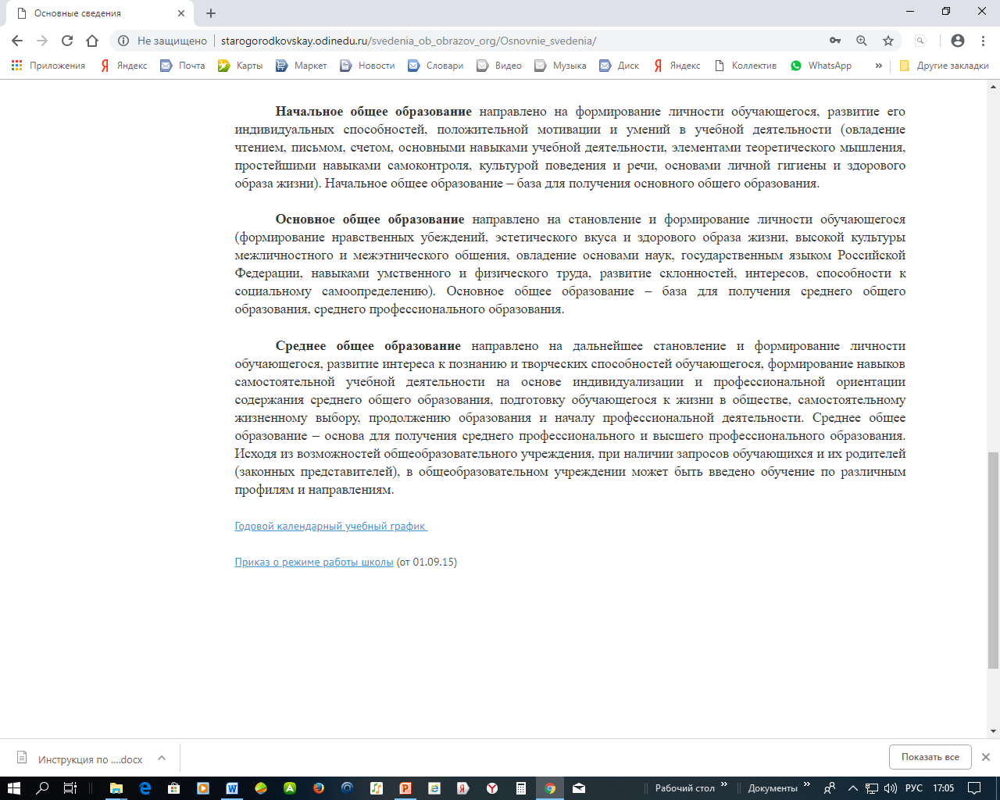 Основные сведения
Не защищено starogorodkovskay.odinedu.ru/svedenia_ob_obrazov_org/Osnovnie_svedenia/
Приложения Яндекс Почта Карты Маркет Новости Словари Видео Музыка Диск Яндекс Коллектив WhatsApp » Другие закладки
Начальное общее образование направлено на формирование личности обучающегося, развитие его
индивидуальных способностей, положительной мотивации и умений в учебной деятельности (овладение
чтением, письмом, счетом, основными навыками учебной деятельности, элементами теоретического мышления,
простейшими навыками самоконтроля, культурой поведения и речи, основами личной гигиены и здорового
образа жизни). Начальное общее образование – база для получения основного общего образования.
Основное общее образование направлено на становление и формирование личности обучающегося
(формирование нравственных убеждений, эстетического вкуса и здорового образа жизни, высокой культуры
межличностного и межэтнического общения, овладение основами наук, государственным языком Российской
Федерации, навыками умственного и физического труда, развитие склонностей, интересов, способности к
социальному самоопределению). Основное общее образование – база для получения среднего общего
образования, среднего профессионального образования.
Среднее общее образование направлено на дальнейшее становление и формирование личности
обучающегося, развитие интереса к познанию и творческих способностей обучающегося, формирование навыков
самостоятельной учебной деятельности на основе индивидуализации и профессиональной ориентации
содержания среднего общего образования, подготовку обучающегося к жизни в обществе, самостоятельному
жизненному выбору, продолжению образования и началу профессиональной деятельности. Среднее общее
образование – основа для получения среднего профессионального и высшего профессионального образования.
Исходя из возможностей общеобразовательного учреждения, при наличии запросов обучающихся и их родителей
(законных представителей), в общеобразовательном учреждении может быть введено обучение по различным
профилям и направлениям.
Годовой календарный учебный график
Приказ о режиме работы школы (от 01.09.15)
Инструкция по ....docx Показать все
Рабочий стол » Документы » РУС 17:05